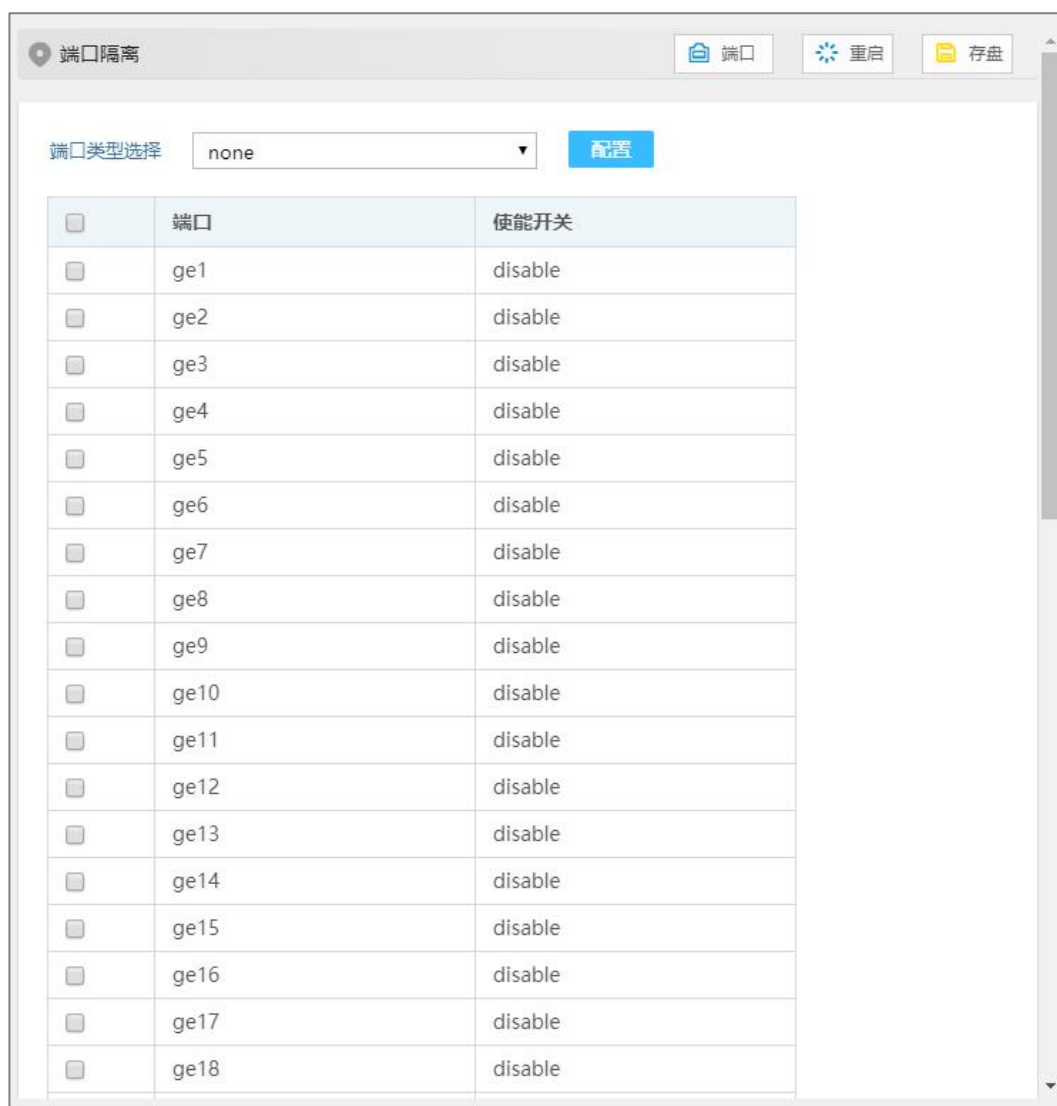 端口隔离 端口 重启 存盘
端口类型选择 none 配置
端口 使能开关
ge1 disable
ge2 disable
ge3 disable
ge4 disable
ge5 disable
ge6 disable
ge7 disable
ge8 disable
ge9 disable
ge10 disable
ge11 disable
ge12 disable
ge13 disable
ge14 disable
ge15 disable
ge16 disable
ge17 disable
ge18 disable